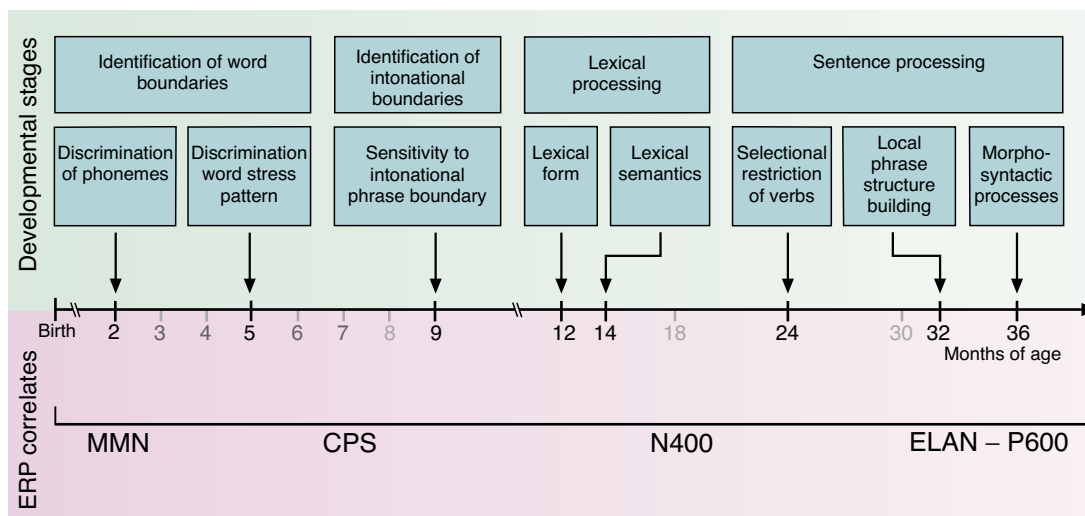 Developmental stages
Identification of word
boundaries
Identification of
intonational
boundaries
Lexical
processing
Sentence processing
Discrimination
of phonemes
Discrimination
word stress
pattern
Sensitivity to
intonational
phrase boundary
Lexical
form
Lexical
semantics
Selectional
restriction
of verbs
Local
phrase
structure
building
Morpho-
syntactic
processes
Birth 2 3 4 5 6 7 8 9 12 14 18 24 30 32 36
Months of age
ERP correlates
MMN CPS N400 ELAN – P600